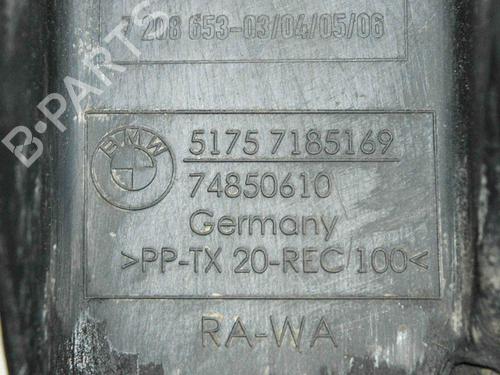 7 208 653-03/04/05/06
B-PARTS
BMW
5175 7185169
74850610
Germany
>PP-TX 20-REC 100<
RA-WA